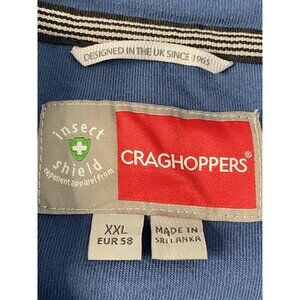 DESIGNED IN THE UK SINCE 1965
insect
shield
repellent apparel from
CRAGHOPPERS®
XXL
EUR 58
MADE IN
SRI LANKA